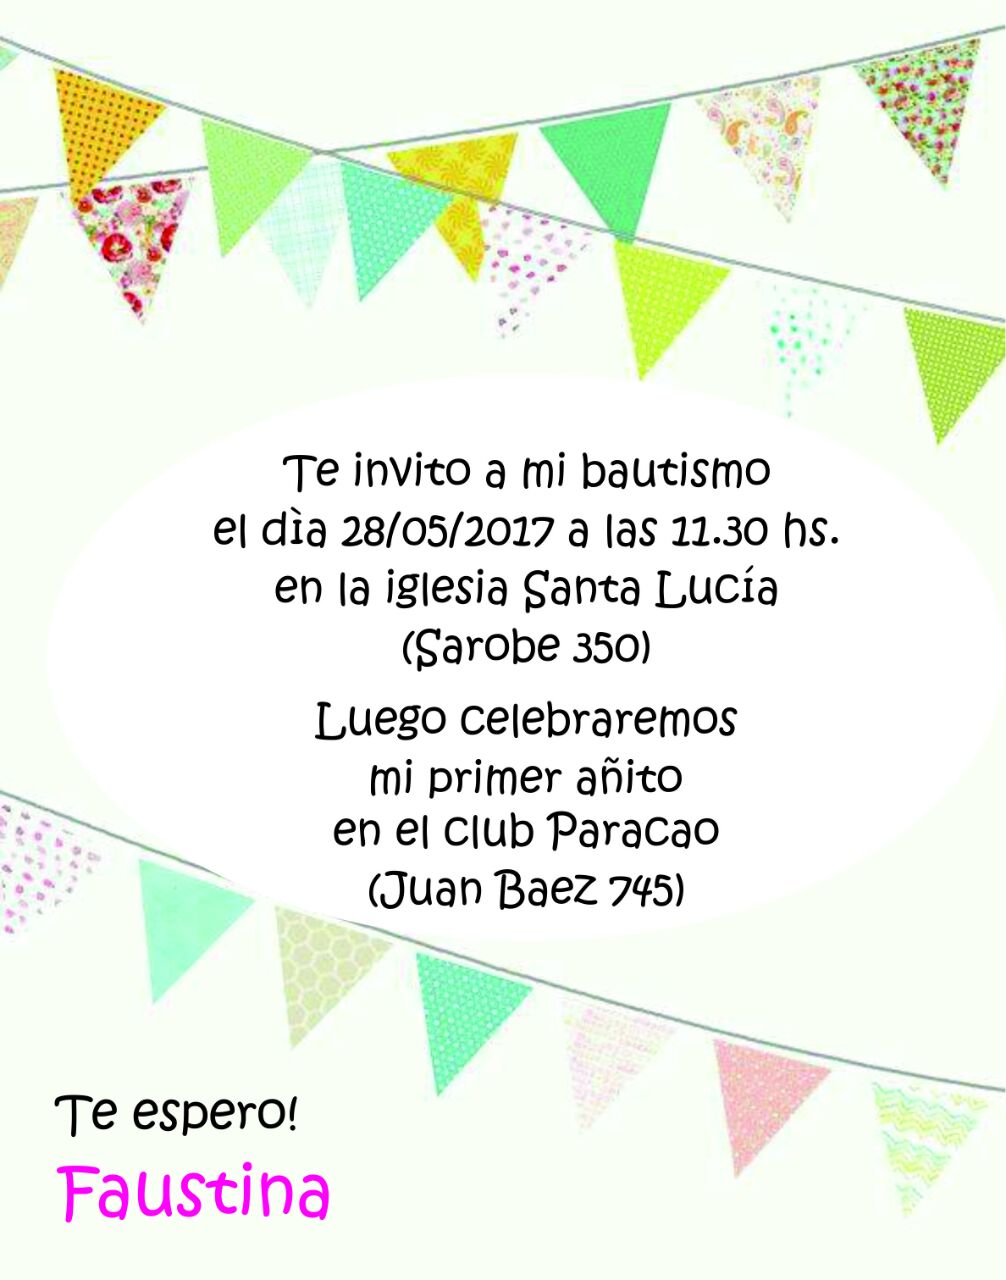 Te invito a mi bautismo
el dìa 28/05/2017 a las 11.30 hs.
en la iglesia Santa Lucía
(Sarobe 350)
Luego celebraremos
mi primer añito
en el club Paracao
(Juan Baez 745)
Te espero!
Faustina